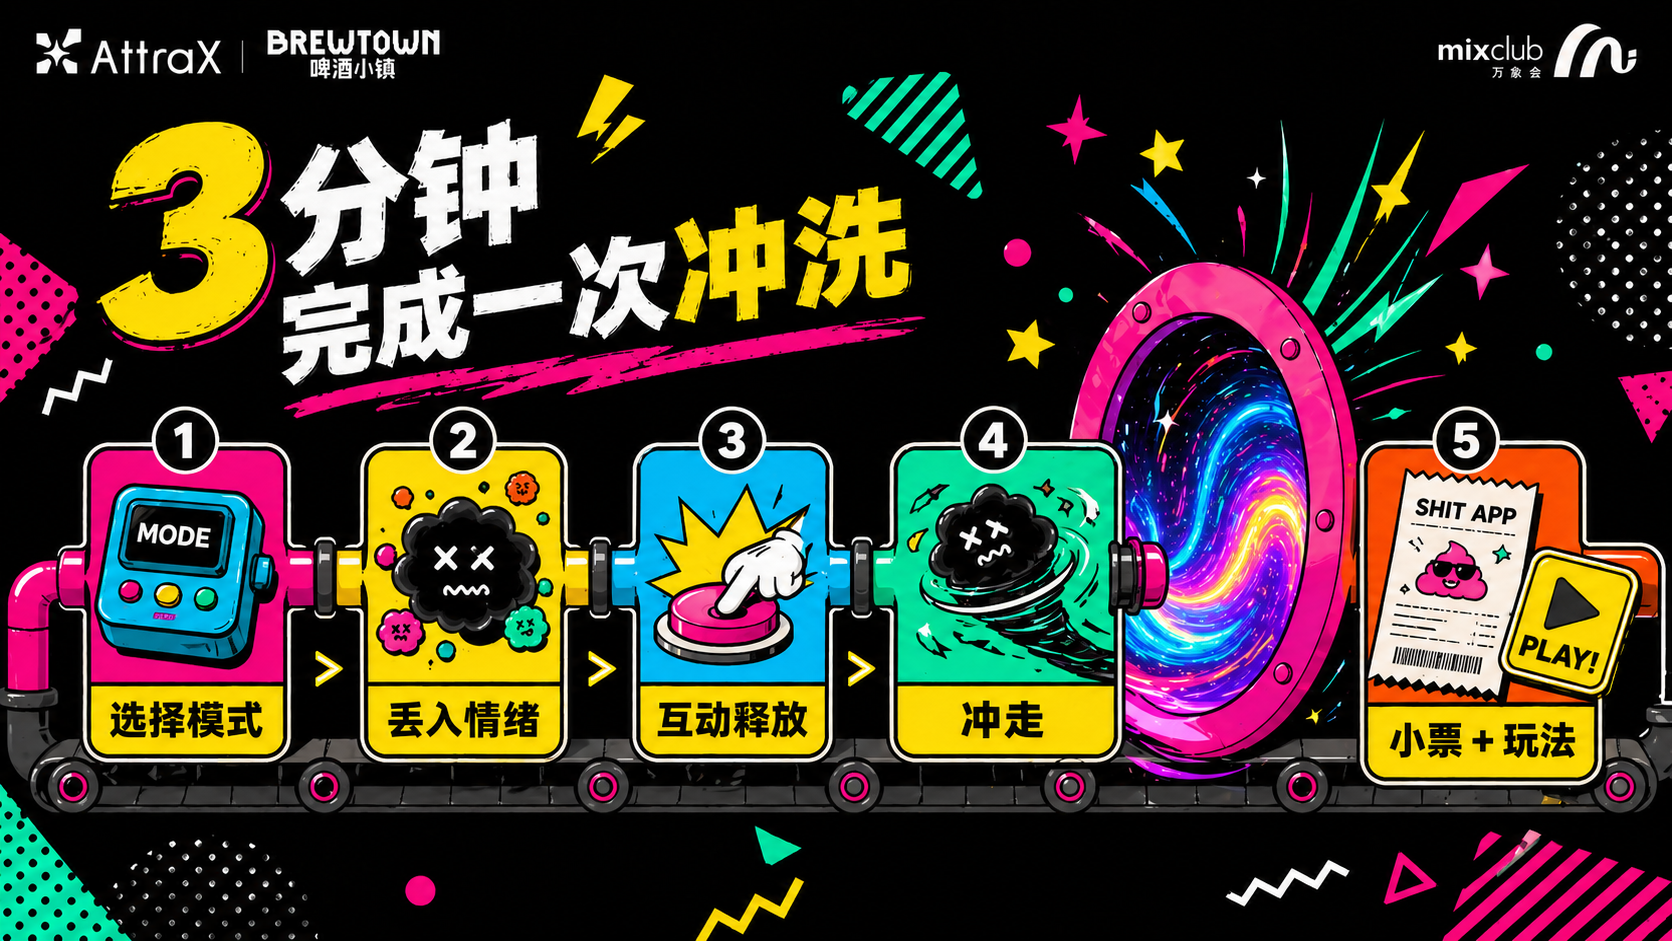 AttraX
BREWTOWN
啤酒小镇
mixclub
万象会
3分钟
完成一次冲洗
1
MODE
选择模式
>
2
丢入情绪
>
3
互动释放
>
4
冲走
5
SHIT APP
PLAY!
小票 + 玩法